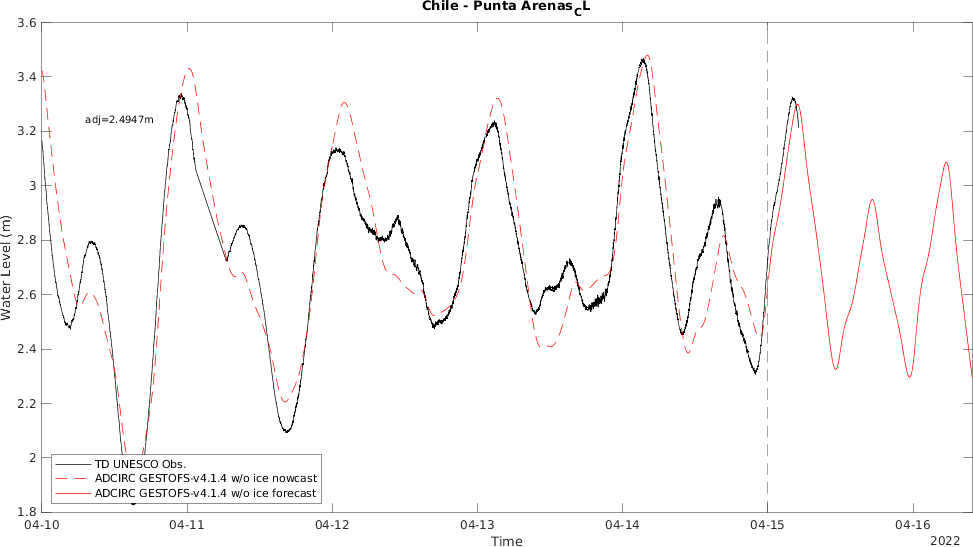 Chile - Punta Arenas_CL
3.6
3.4
3.2
3
2.8
2.6
2.4
2.2
2
1.8
Water Level (m)
adj=2.4947m
TD UNESCO Obs.
ADCIRC GESTOFS-v4.1.4 w/o ice nowcast
ADCIRC GESTOFS-v4.1.4 w/o ice forecast
04-10 04-11 04-12 04-13 04-14 04-15 04-16
Time
2022